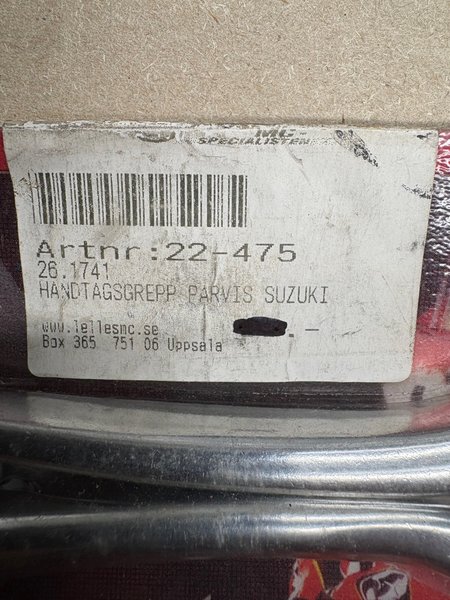 MC-
SPECIALISTEN
Artnr:22-475
26.1741
HANDTAGSGREPP PARVIS SUZUKI
www.lellesmc.se
.-
Box 365 751 06 Uppsala